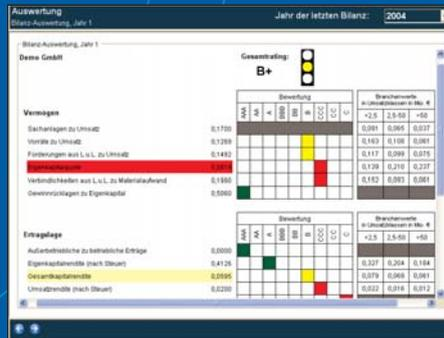 Auswertung
Jahr der letzten Bilanz: 2004
Bilanz-Auswertung, Jahr 1
Bilanz-Auswertung, Jahr 1
Demo GmbH
Gesamtrating:
B+
Bewertung
Branchenwerte
in Umsatzklassen in Mio. €
Vermögen
AAA AA A BBB BB B CCC CC C
<2,5 2,5-50 >50
Sachanlagen zu Umsatz 0,1700 0,091 0,065 0,037
Vorräte zu Umsatz 0,1269 0,163 0,108 0,061
Forderungen aus L.u.L. zu Umsatz 0,1492 0,117 0,099 0,075
Eigenkapitalquote 0,139 0,210 0,237
Verbindlichkeiten aus L.u.L. zu Materialaufwand 0,1980 0,152 0,093 0,061
Gewinnrücklagen zu Eigenkapital 0,5060
Bewertung
Branchenwerte
in Umsatzklassen in Mio. €
Ertragslage
AAA AA A BBB BB B CCC CC C
<2,5 2,5-50 >50
Außerbetriebliche zu betriebliche Erträge 0,0000
Eigenkapitalrendite (nach Steuer) 0,4126 0,327 0,204 0,184
Gesamtkapitalrendite 0,0595 0,079 0,068 0,061
Umsatzrendite (nach Steuer) 0,0200 0,022 0,016 0,012